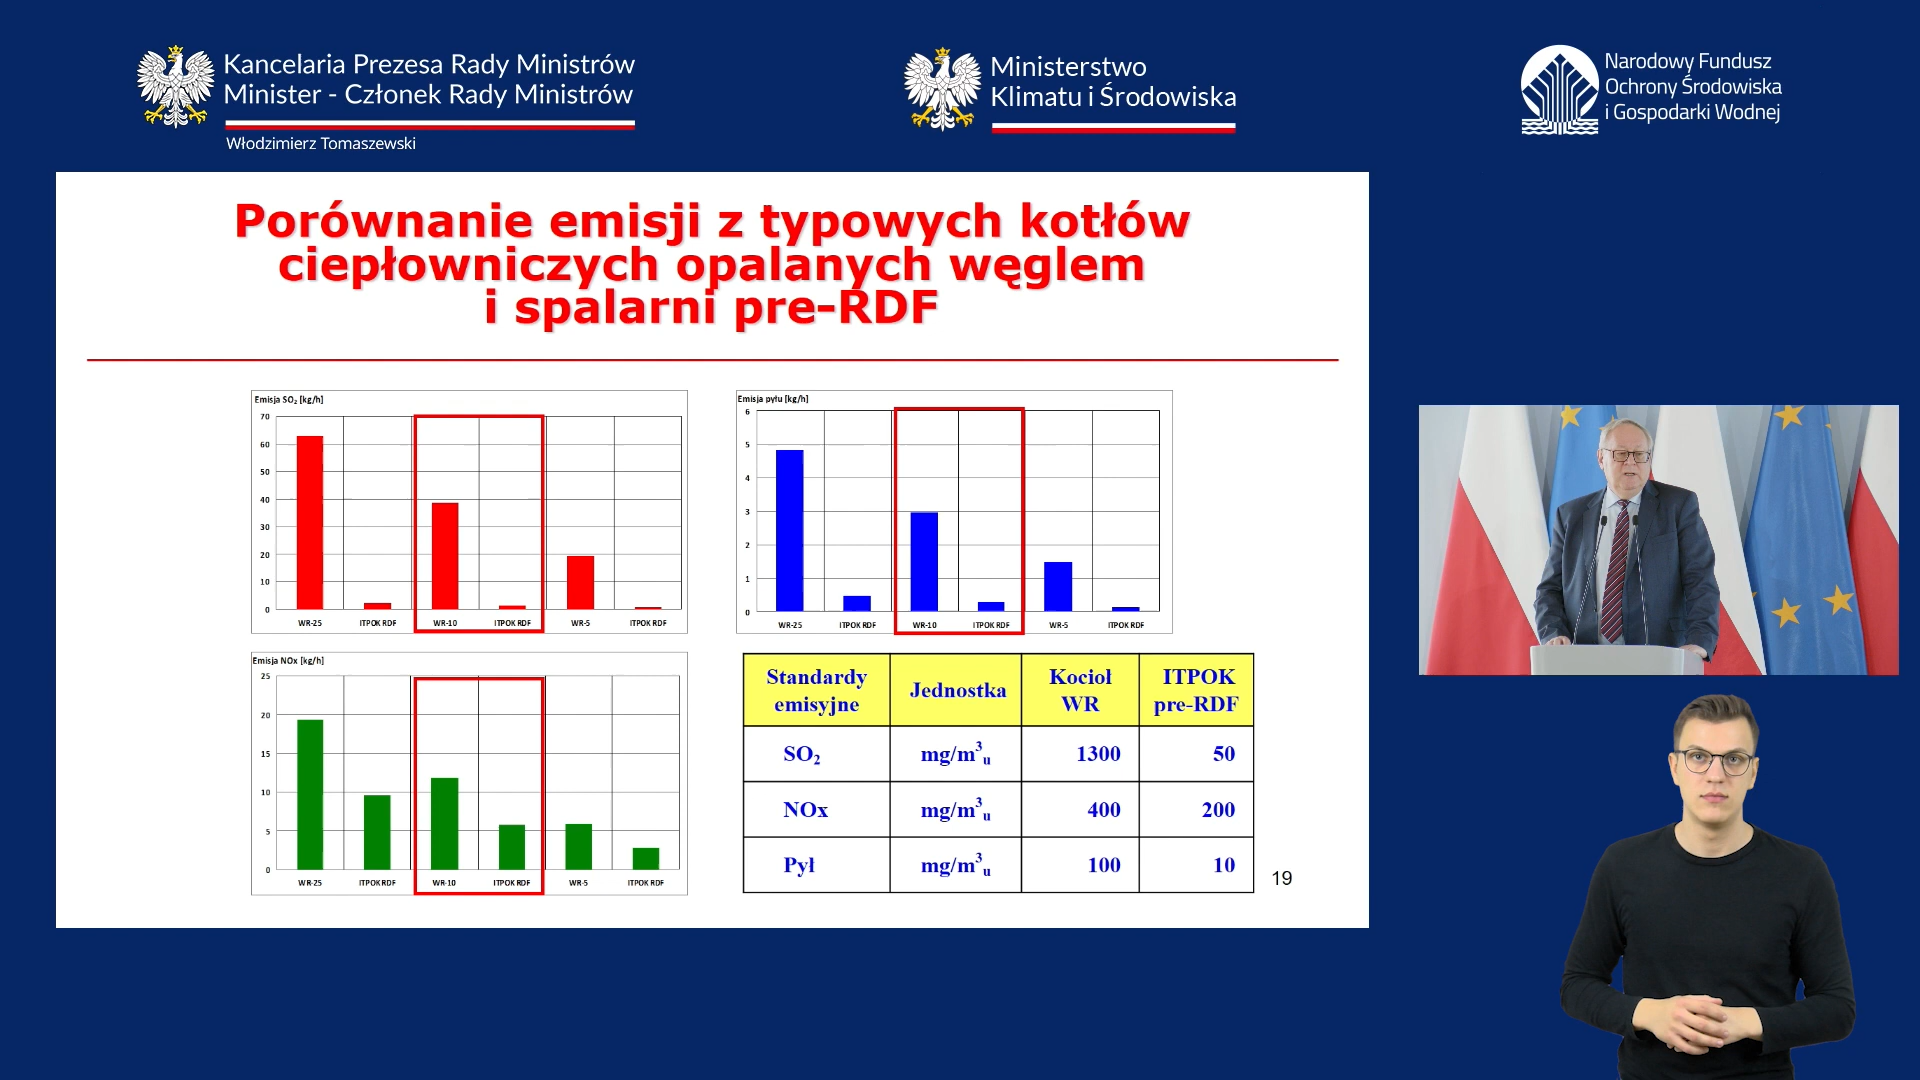 Kancelaria Prezesa Rady Ministrów
Minister - Członek Rady Ministrów
Włodzimierz Tomaszewski
Ministerstwo
Klimatu i Środowiska
Narodowy Fundusz
Ochrony Środowiska
i Gospodarki Wodnej
Porównanie emisji z typowych kotłów
ciepłowniczych opalanych węglem
i spalarni pre-RDF
Emisja SO₂ [kg/h]
70
60
50
40
30
20
10
0
WR-25 ITPOK RDF WR-10 ITPOK RDF WR-5 ITPOK RDF
Emisja pyłu [kg/h]
6
5
4
3
2
1
0
WR-25 ITPOK RDF WR-10 ITPOK RDF WR-5 ITPOK RDF
Emisja NOx [kg/h]
25
20
15
10
5
0
WR-25 ITPOK RDF WR-10 ITPOK RDF WR-5 ITPOK RDF
Standardy emisyjne Jednostka Kocioł WR ITPOK pre-RDF
SO₂ mg/m³ᵤ 1300 50
NOx mg/m³ᵤ 400 200
Pył mg/m³ᵤ 100 10
19